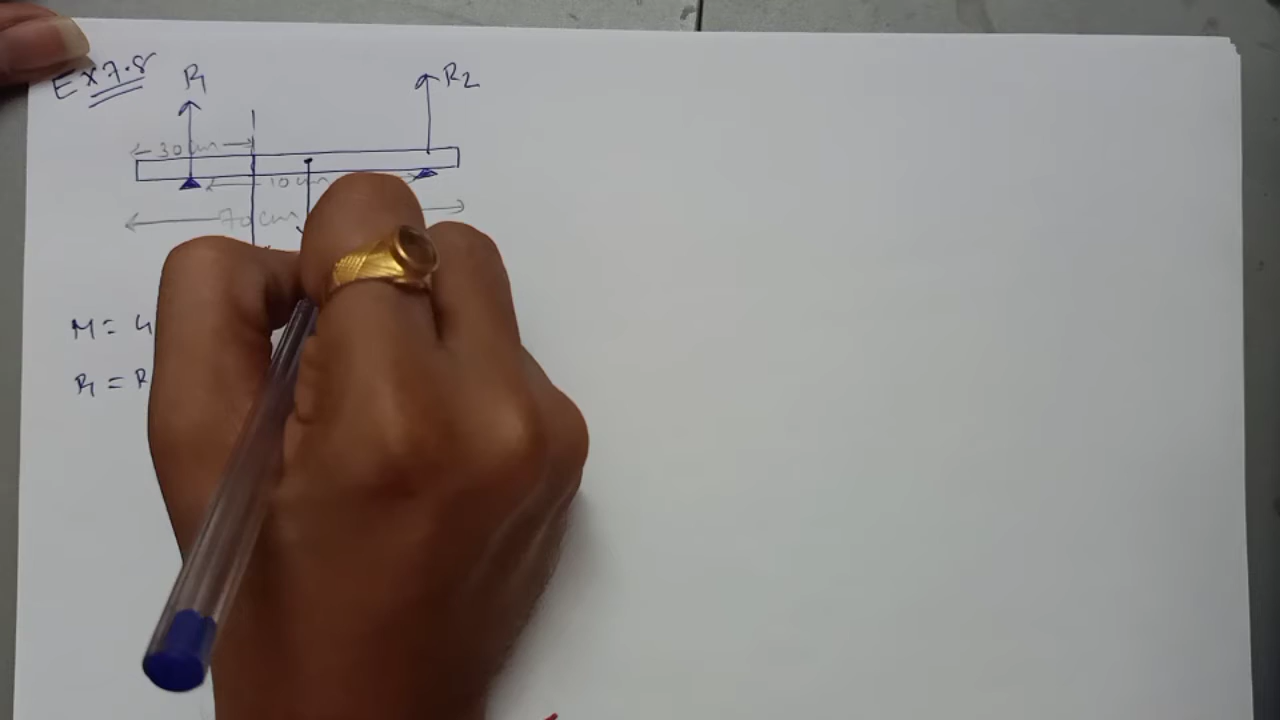 Ex 7.8
R1
R2
30 cm
10 cm
70 cm
M = 4
R1 = R